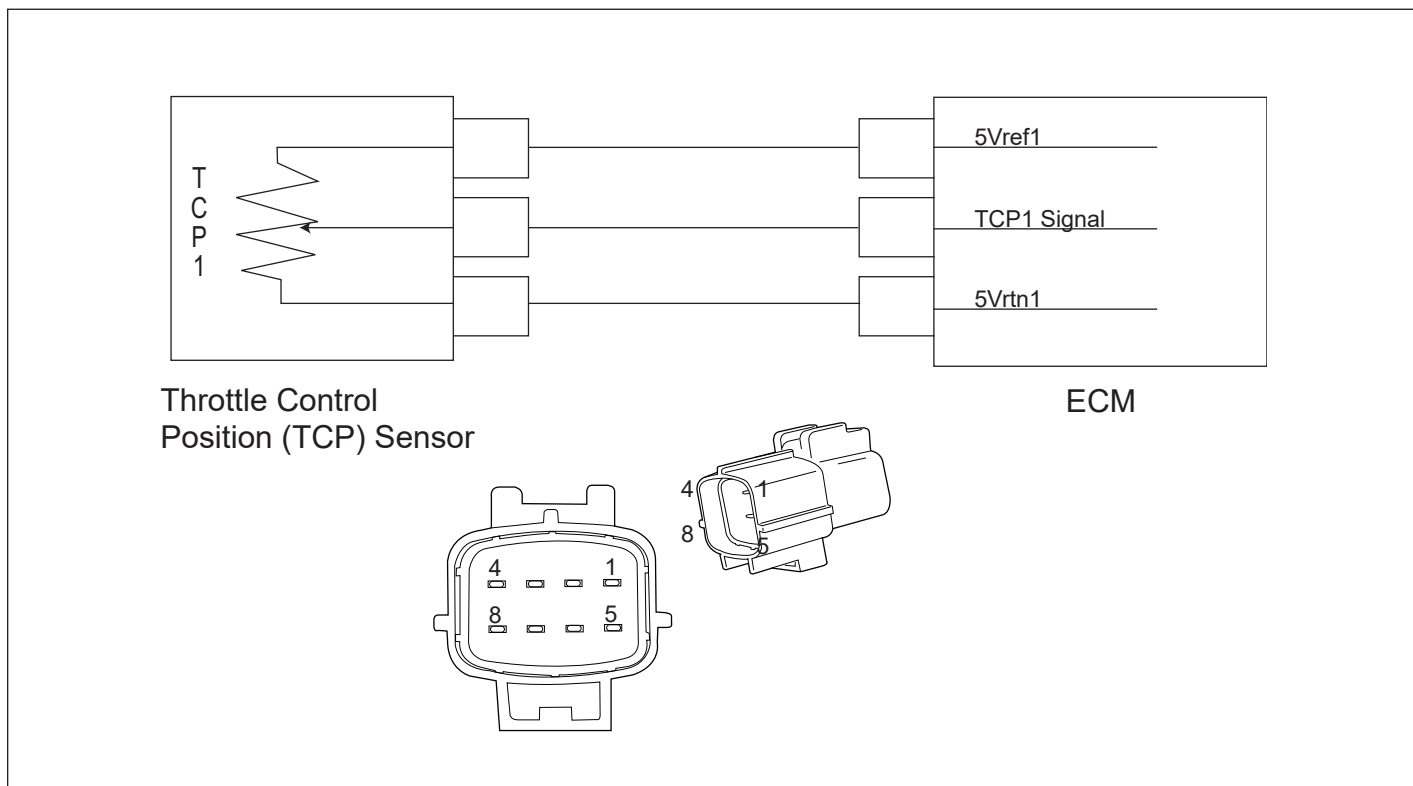 5Vref1
T
C
P
1
TCP1 Signal
5Vrtn1
Throttle Control
Position (TCP) Sensor
ECM
4 1
8 5
4 1
8 5